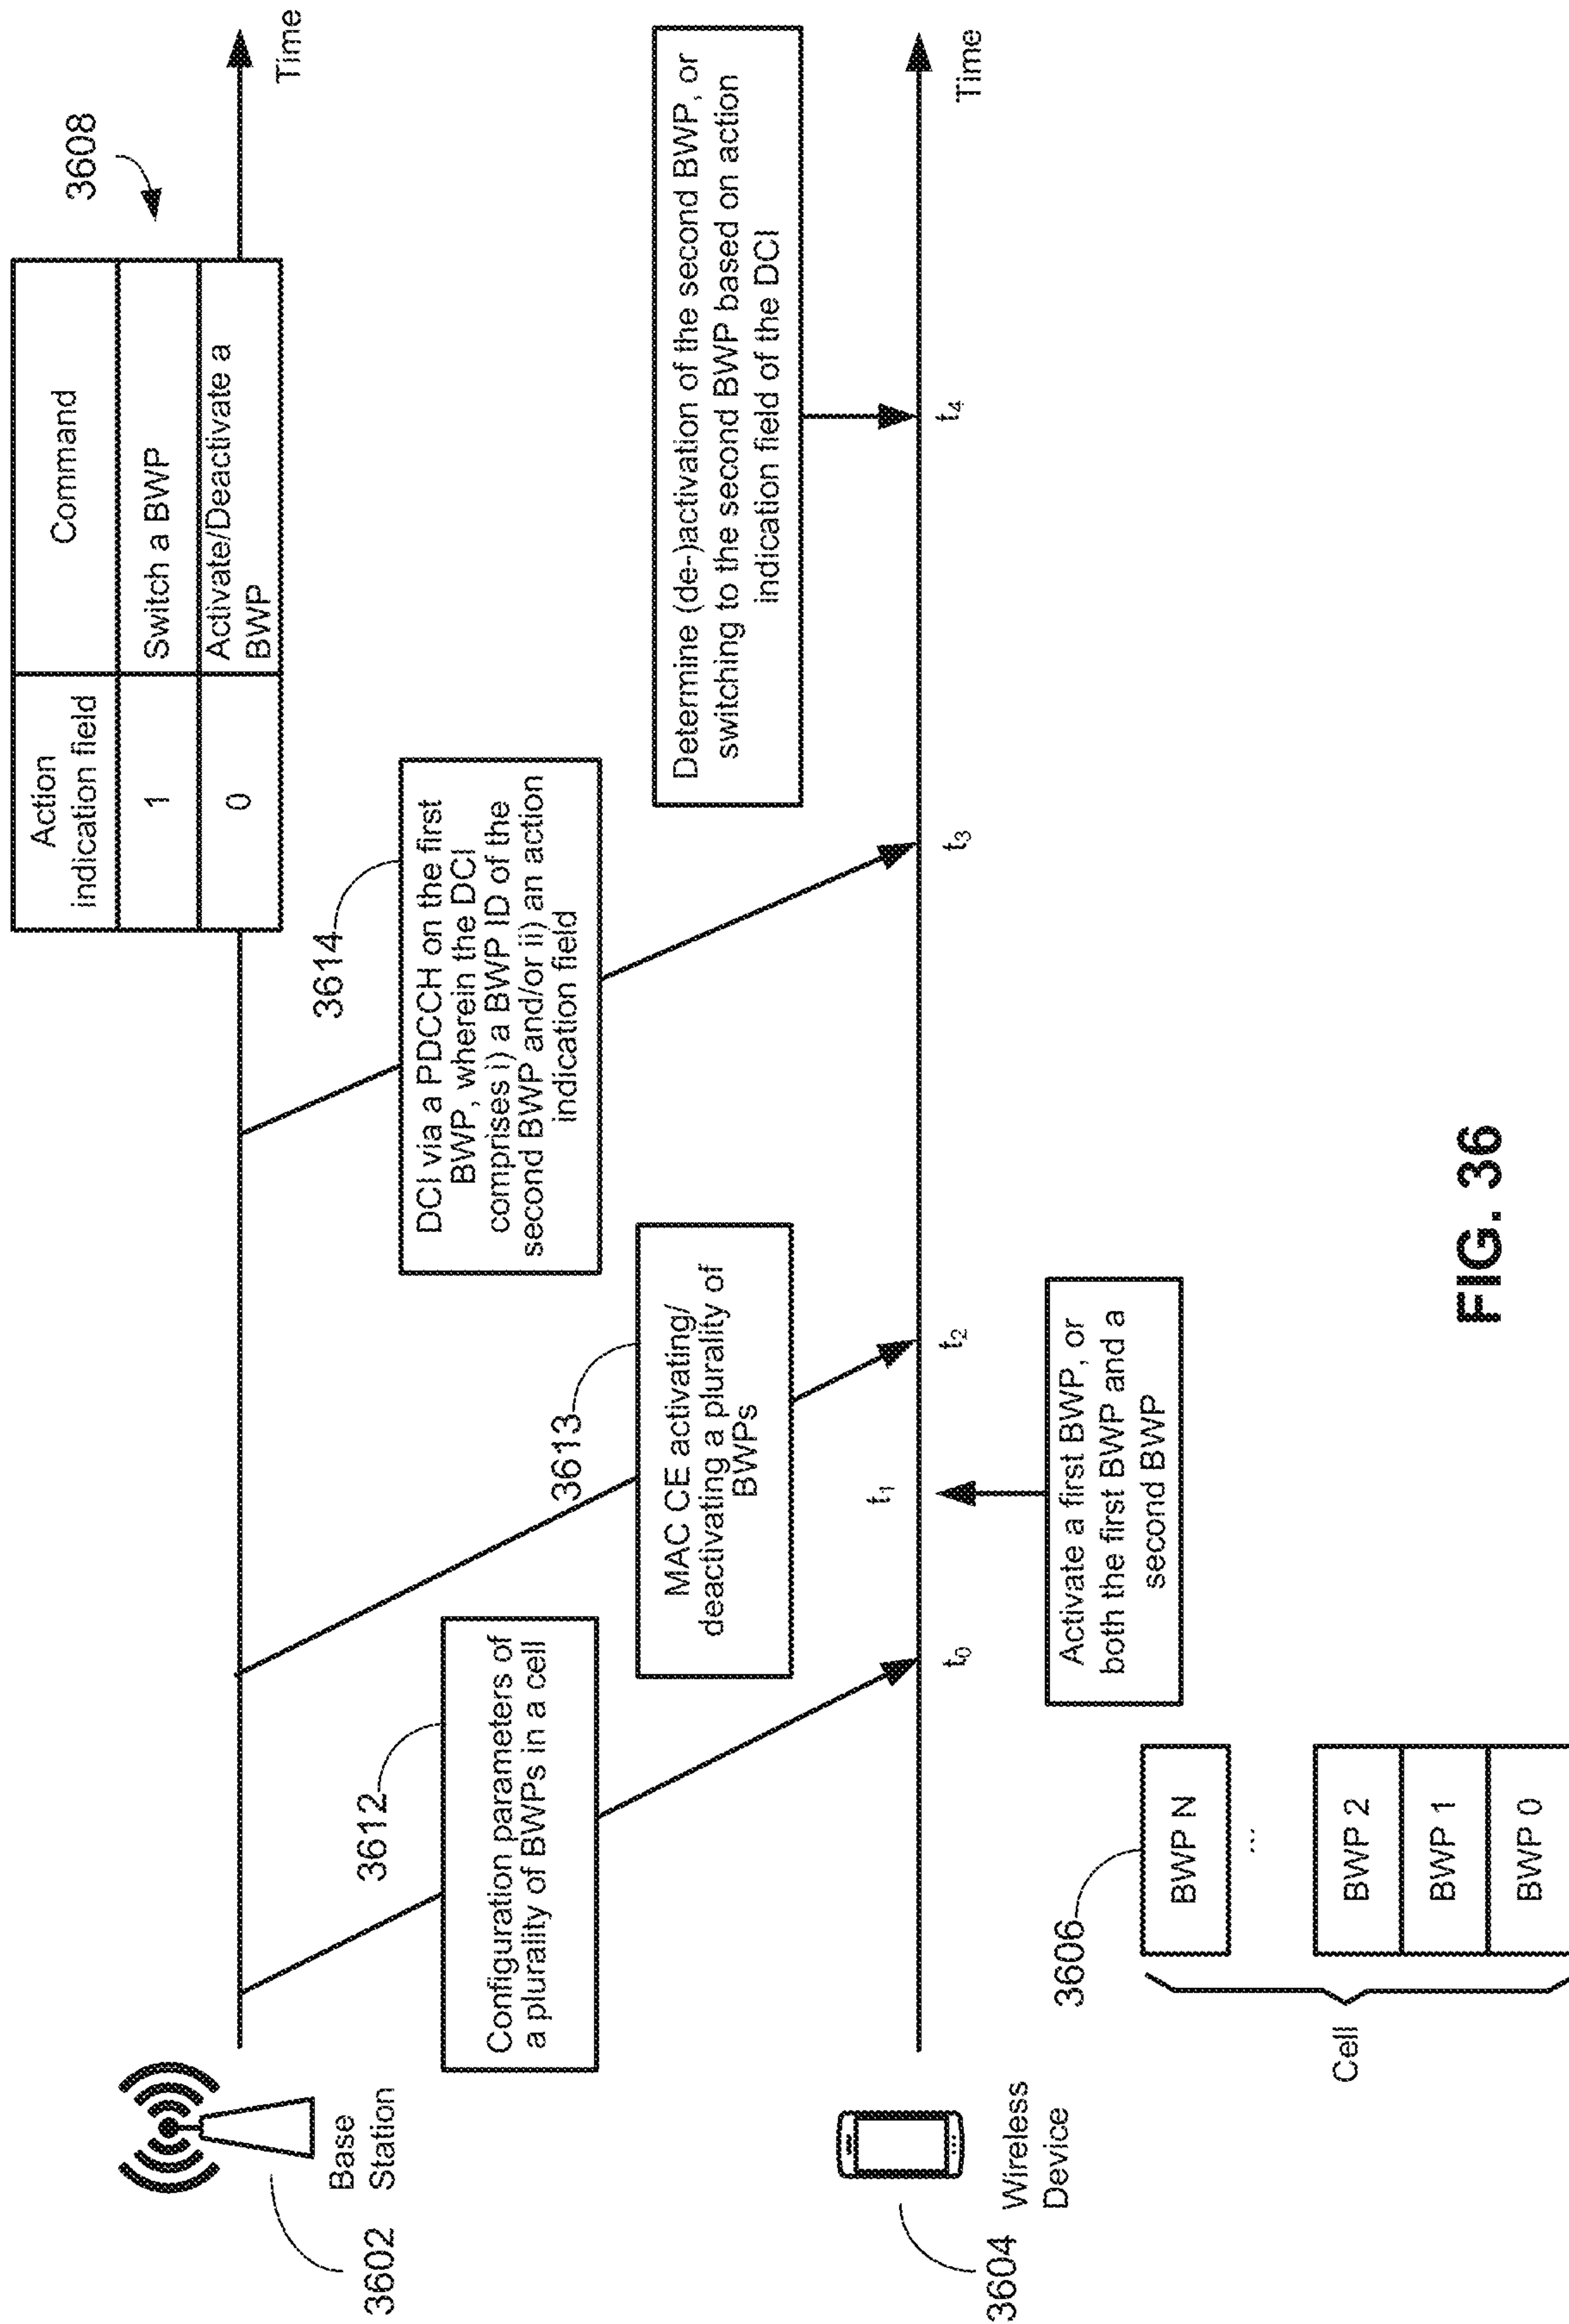 3602
Base
Station
3612
Configuration parameters of
a plurality of BWPs in a cell
3613
MAC CE activating/
deactivating a plurality of
BWPs
3614
DCI via a PDCCH on the first
BWP, wherein the DCI
comprises i) a BWP ID of the
second BWP and/or ii) an action
indication field
Action
indication field
Command
1
Switch a BWP
0
Activate/Deactivate a
BWP
3608
Time
3604
Wireless
Device
t0
t1
t2
t3
t4
Determine (de-)activation of the second BWP, or
switching to the second BWP based on action
indication field of the DCI
Time
3606
Cell
BWP N
...
BWP 2
BWP 1
BWP 0
Activate a first BWP, or
both the first BWP and a
second BWP
FIG. 36